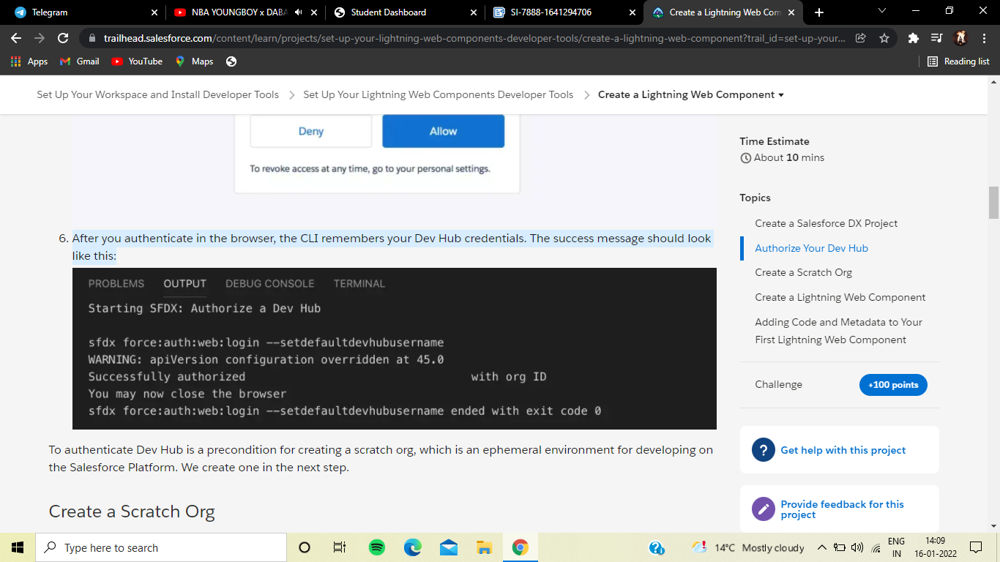 Telegram
NBA YOUNGBOY x DABA
Student Dashboard
SI-7888-1641294706
Create a Lightning Web Com
trailhead.salesforce.com/content/learn/projects/set-up-your-lightning-web-components-developer-tools/create-a-lightning-web-component?trail_id=set-up-your...
Apps
Gmail
YouTube
Maps
Reading list
Set Up Your Workspace and Install Developer Tools
Set Up Your Lightning Web Components Developer Tools
Create a Lightning Web Component
Deny
Allow
To revoke access at any time, go to your personal settings.
6. After you authenticate in the browser, the CLI remembers your Dev Hub credentials. The success message should look
like this:
PROBLEMS OUTPUT DEBUG CONSOLE TERMINAL
Starting SFDX: Authorize a Dev Hub
sfdx force:auth:web:login --setdefaultdevhubusername
WARNING: apiVersion configuration overridden at 45.0
Successfully authorized with org ID
You may now close the browser
sfdx force:auth:web:login --setdefaultdevhubusername ended with exit code 0
To authenticate Dev Hub is a precondition for creating a scratch org, which is an ephemeral environment for developing on
the Salesforce Platform. We create one in the next step.
Create a Scratch Org
Time Estimate
About 10 mins
Topics
Create a Salesforce DX Project
Authorize Your Dev Hub
Create a Scratch Org
Create a Lightning Web Component
Adding Code and Metadata to Your
First Lightning Web Component
Challenge
+100 points
? Get help with this project
Provide feedback for this
project
Type here to search
14°C Mostly cloudy
ENG
IN
14:09
16-01-2022